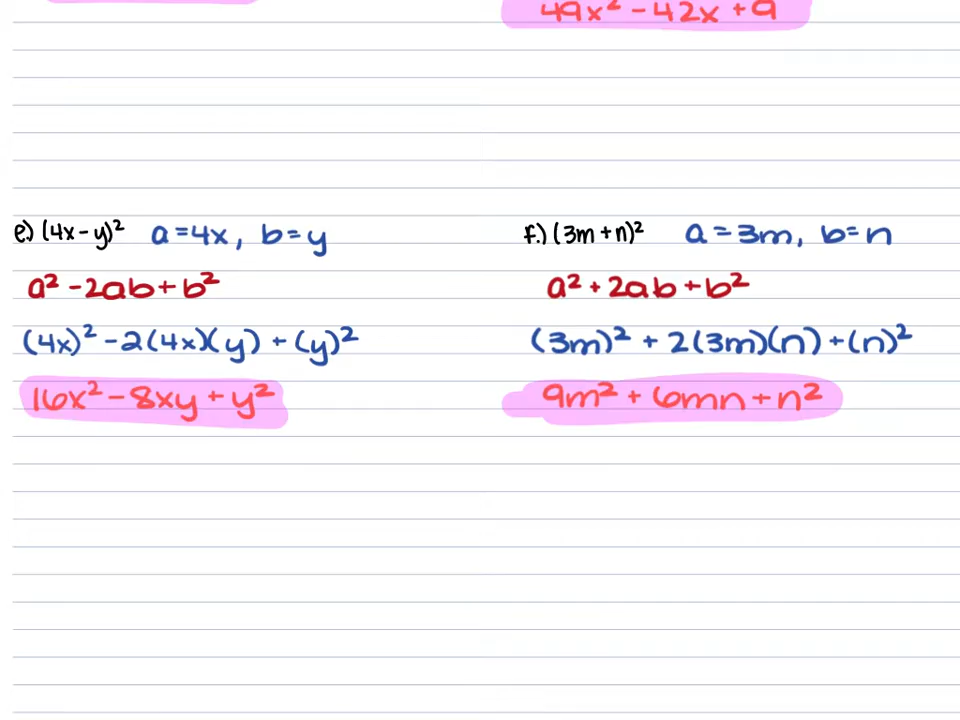 49x² - 42x + 9
e.) (4x - y)² a = 4x, b = y
a² - 2ab + b²
(4x)² - 2(4x)(y) + (y)²
16x² - 8xy + y²
f.) (3m + n)² a = 3m, b = n
a² + 2ab + b²
(3m)² + 2(3m)(n) + (n)²
9m² + 6mn + n²